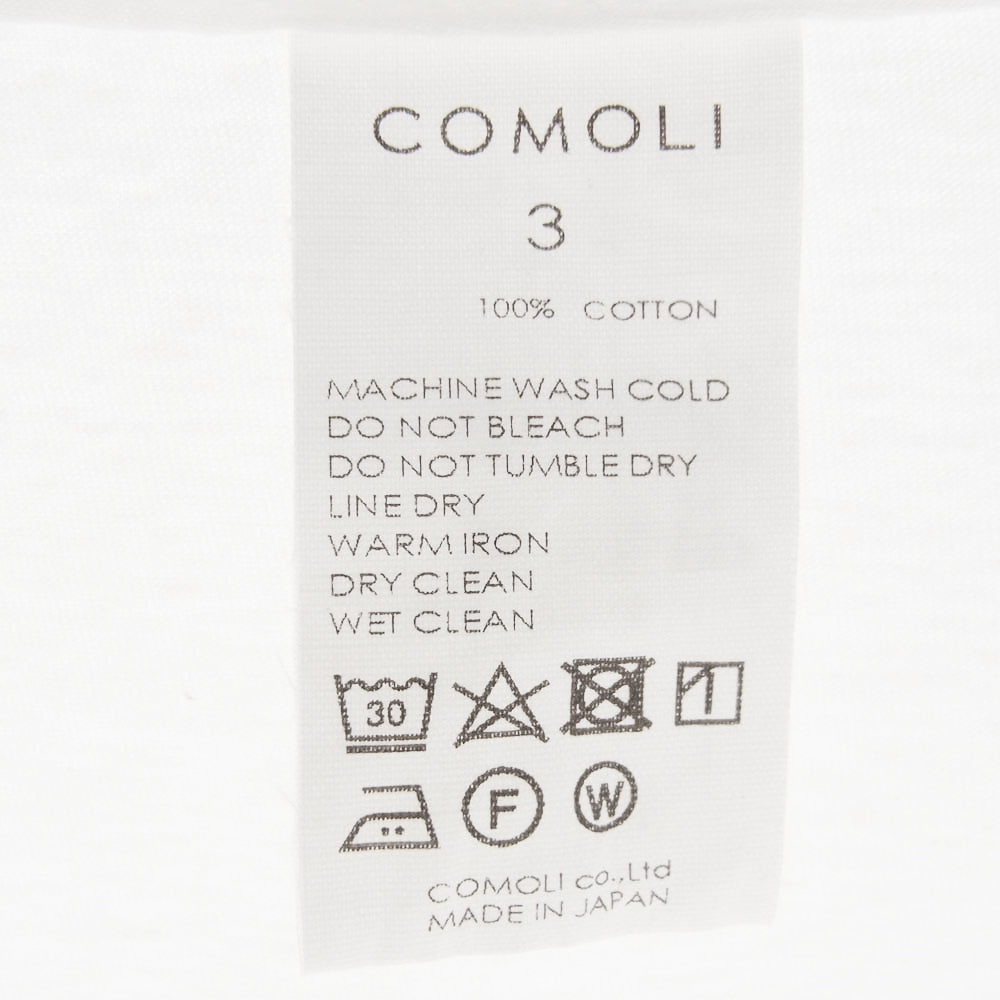 COMOLI
3
100% COTTON
MACHINE WASH COLD
DO NOT BLEACH
DO NOT TUMBLE DRY
LINE DRY
WARM IRON
DRY CLEAN
WET CLEAN
30
F W
COMOLI co.,Ltd
MADE IN JAPAN